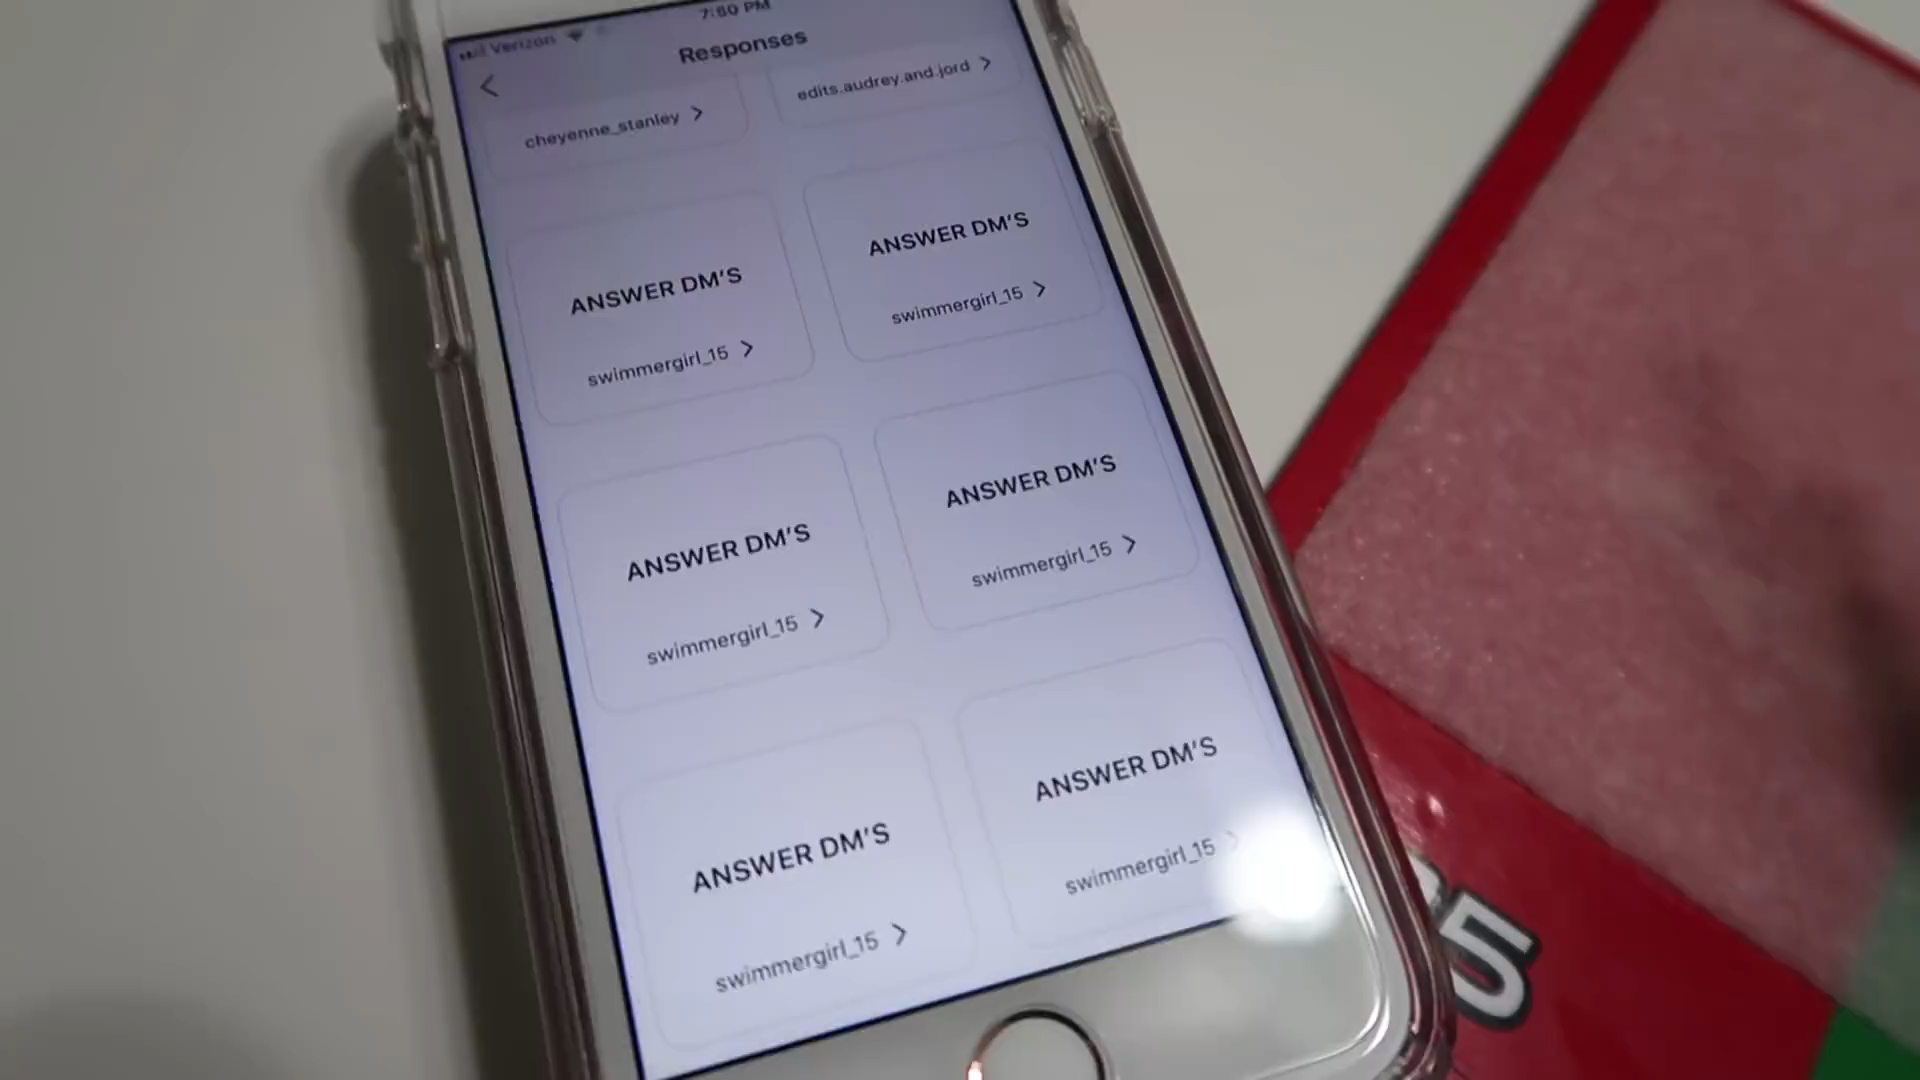 Verizon
7:50 PM
Responses
cheyenne_stanley
edits.audrey.and.jord
ANSWER DM'S
swimmergirl_15
ANSWER DM'S
swimmergirl_15
ANSWER DM'S
swimmergirl_15
ANSWER DM'S
swimmergirl_15
ANSWER DM'S
swimmergirl_15
ANSWER DM'S
swimmergirl_15
5